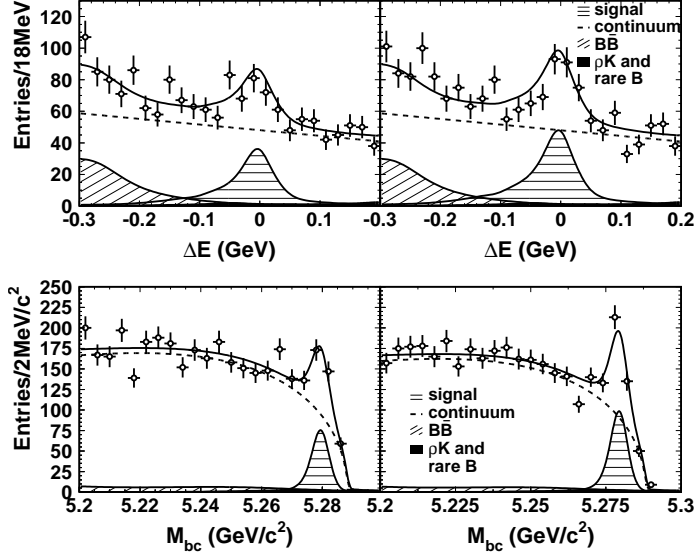 Entries/18MeV
120
100
80
60
40
20
0
signal
continuum
BB̄
ρK and
rare B
-0.3 -0.2 -0.1 0 0.1 -0.3 -0.2 -0.1 0 0.1 0.2
ΔE (GeV) ΔE (GeV)
Entries/2MeV/c²
250
225
200
175
150
125
100
75
50
25
0
signal
continuum
BB̄
ρK and
rare B
5.2 5.22 5.24 5.26 5.28 5.2 5.225 5.25 5.275 5.3
M_bc (GeV/c²) M_bc (GeV/c²)